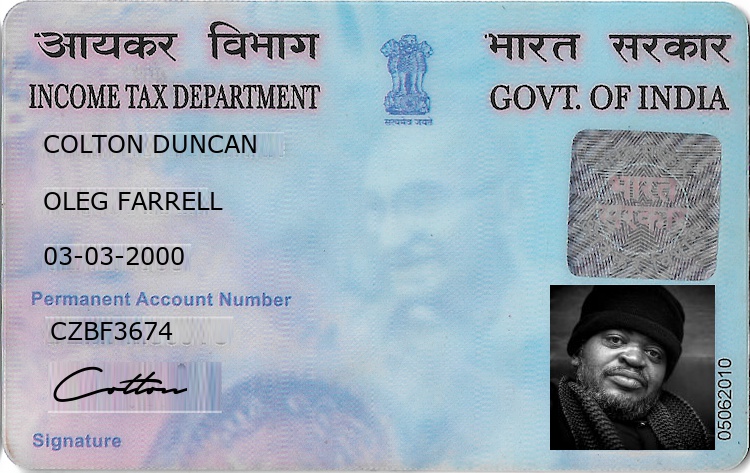 आयकर विभाग
भारत सरकार
INCOME TAX DEPARTMENT
GOVT. OF INDIA
सत्यमेव जयते
COLTON DUNCAN
भारत
सरकार
OLEG FARRELL
03-03-2000
Permanent Account Number
CZBF3674
Colton
05062010
Signature